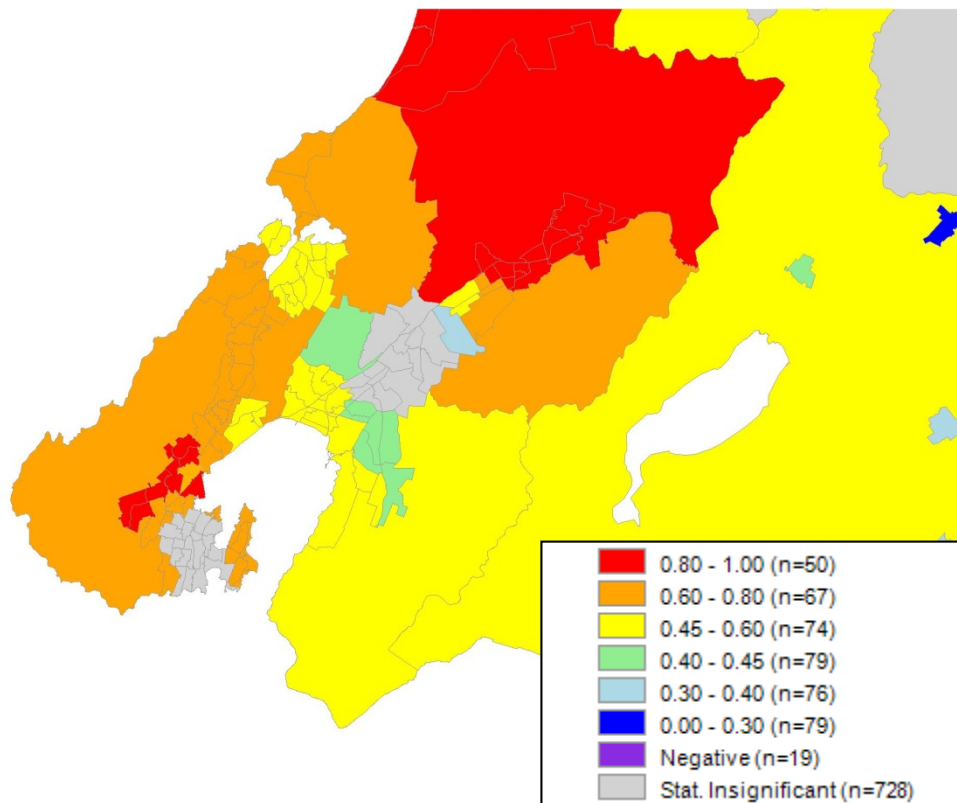 0.80 - 1.00 (n=50)
0.60 - 0.80 (n=67)
0.45 - 0.60 (n=74)
0.40 - 0.45 (n=79)
0.30 - 0.40 (n=76)
0.00 - 0.30 (n=79)
Negative (n=19)
Stat. Insignificant (n=728)